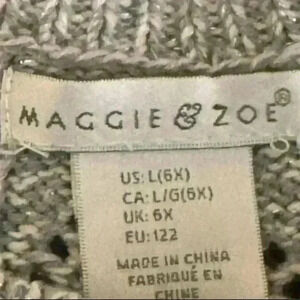 MAGGIE & ZOE®
US: L(6X)
CA: L/G(6X)
UK: 6X
EU: 122
MADE IN CHINA
FABRIQUÉ EN
CHINE